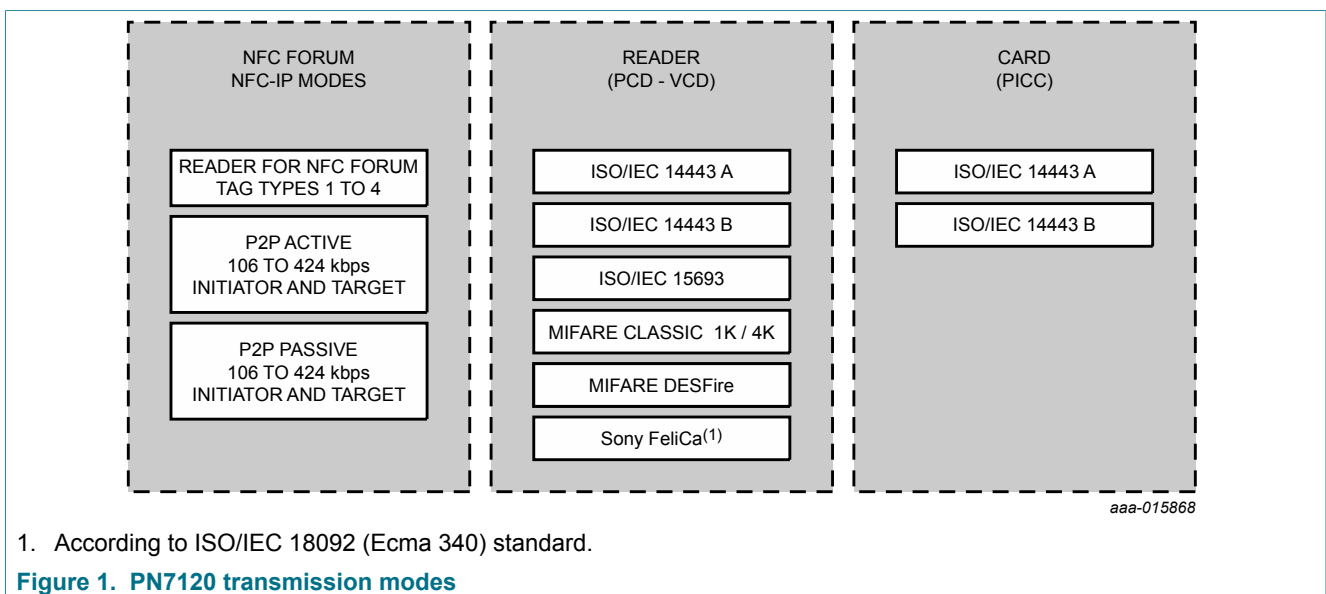 NFC FORUM
NFC-IP MODES
READER FOR NFC FORUM
TAG TYPES 1 TO 4
P2P ACTIVE
106 TO 424 kbps
INITIATOR AND TARGET
P2P PASSIVE
106 TO 424 kbps
INITIATOR AND TARGET
READER
(PCD - VCD)
ISO/IEC 14443 A
ISO/IEC 14443 B
ISO/IEC 15693
MIFARE CLASSIC 1K / 4K
MIFARE DESFire
Sony FeliCa(1)
CARD
(PICC)
ISO/IEC 14443 A
ISO/IEC 14443 B
aaa-015868
1. According to ISO/IEC 18092 (Ecma 340) standard.
Figure 1. PN7120 transmission modes